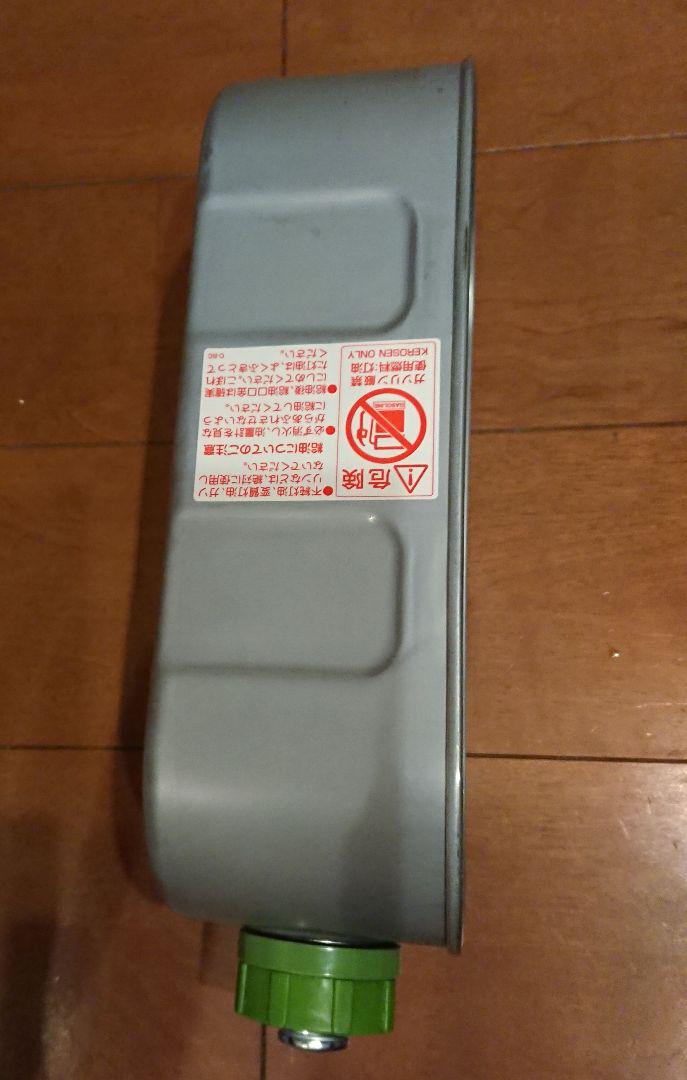 危険
GASOLINE
ガソリン厳禁
使用燃料:灯油
KEROSEN ONLY
●不純灯油、変質灯油、ガソ
リンなどは、絶対に使用し
ないでください。
給油についてのご注意
●必ず消火し、油量計を見な
がらあふれさせないよう
に給油してください。
●給油後、給油口口金は確実
にしめてください。こぼれ
た灯油は、よくふきとって
ください。
O-BC